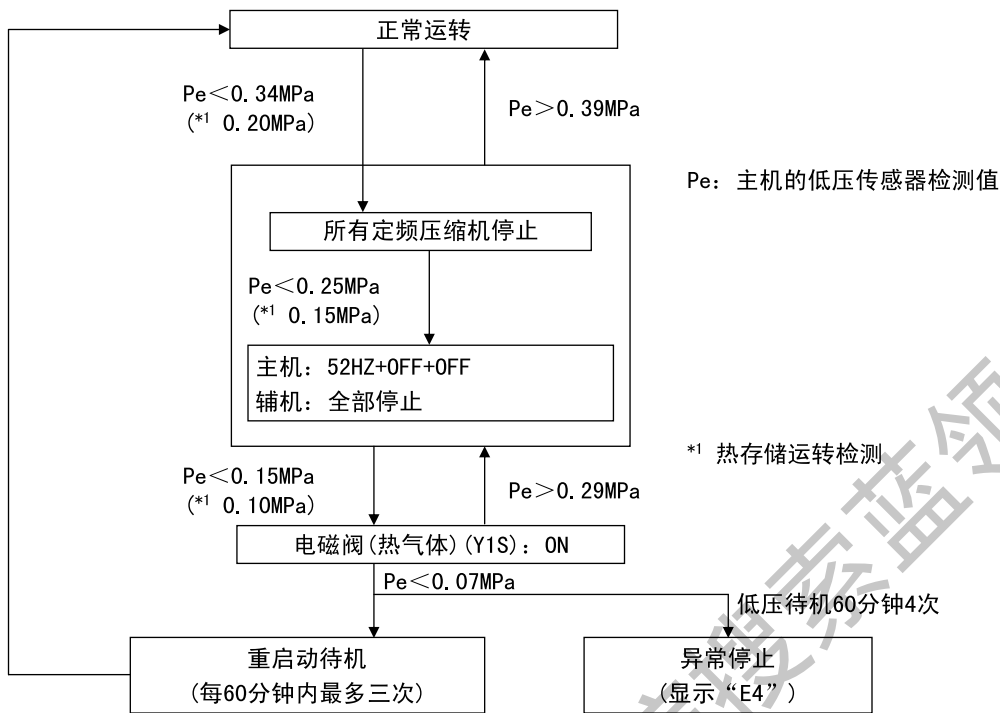 正常运转
Pe＜0.34MPa
(*1 0.20MPa)
Pe＞0.39MPa
Pe：主机的低压传感器检测值
所有定频压缩机停止
Pe＜0.25MPa
(*1 0.15MPa)
主机：52HZ+OFF+OFF
辅机：全部停止
Pe＜0.15MPa
(*1 0.10MPa)
Pe＞0.29MPa
*1 热存储运转检测
电磁阀(热气体)(Y1S)：ON
Pe＜0.07MPa
低压待机60分钟4次
重启动待机
(每60分钟内最多三次)
异常停止
(显示“E4”)
搜索蓝领